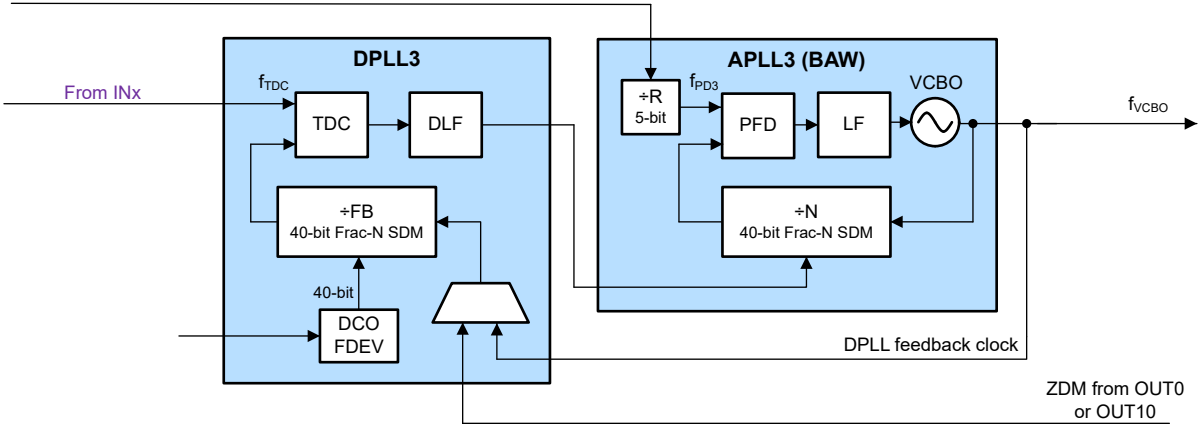 DPLL3
APLL3 (BAW)
From INx
fTDC
TDC
DLF
÷R
5-bit
fPD3
PFD
LF
VCBO
fVCBO
÷FB
40-bit Frac-N SDM
÷N
40-bit Frac-N SDM
40-bit
DCO
FDEV
DPLL feedback clock
ZDM from OUT0
or OUT10